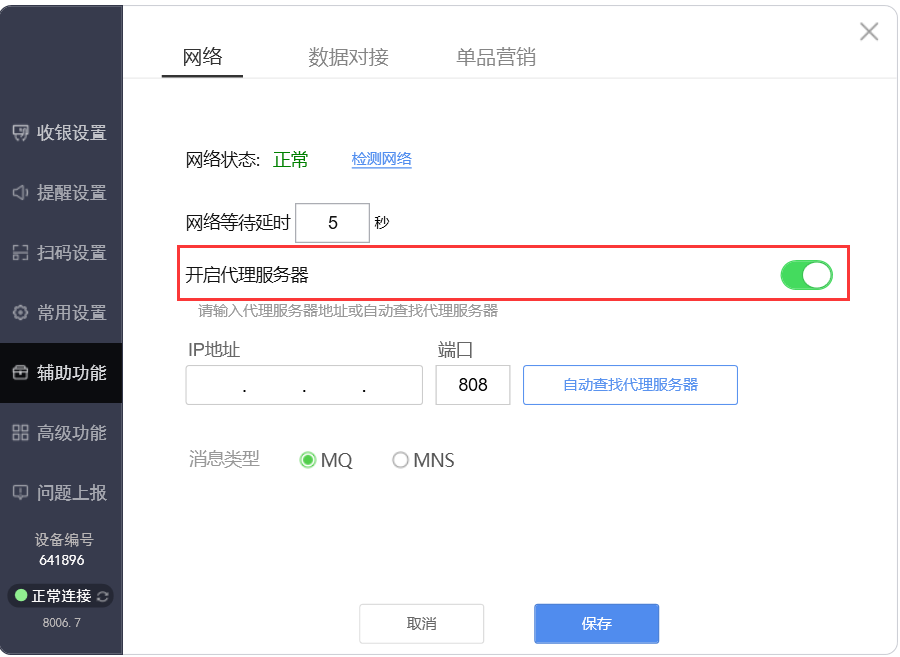 网络
数据对接
单品营销
收银设置
提醒设置
扫码设置
常用设置
辅助功能
高级功能
问题上报
设备编号
641896
正常连接
8006. 7
网络状态: 正常 检测网络
网络等待延时 5 秒
开启代理服务器
请输入代理服务器地址或自动查找代理服务器
IP地址 端口
. . . 808 自动查找代理服务器
消息类型 MQ MNS
取消 保存